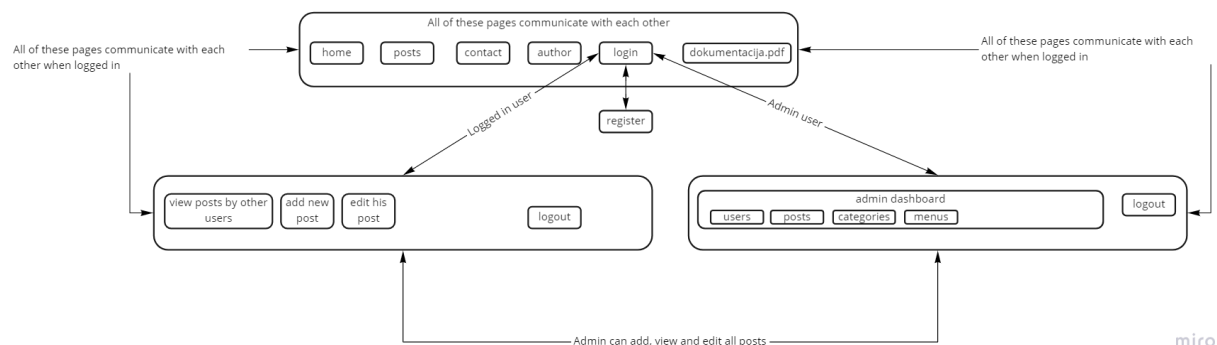 All of these pages communicate with each other
home
posts
contact
author
login
dokumentacija.pdf
All of these pages communicate with each
other when logged in
All of these pages communicate with each
other when logged in
register
Logged in user
Admin user
view posts by other
users
add new
post
edit his
post
logout
admin dashboard
users
posts
categories
menus
logout
Admin can add, view and edit all posts
miro